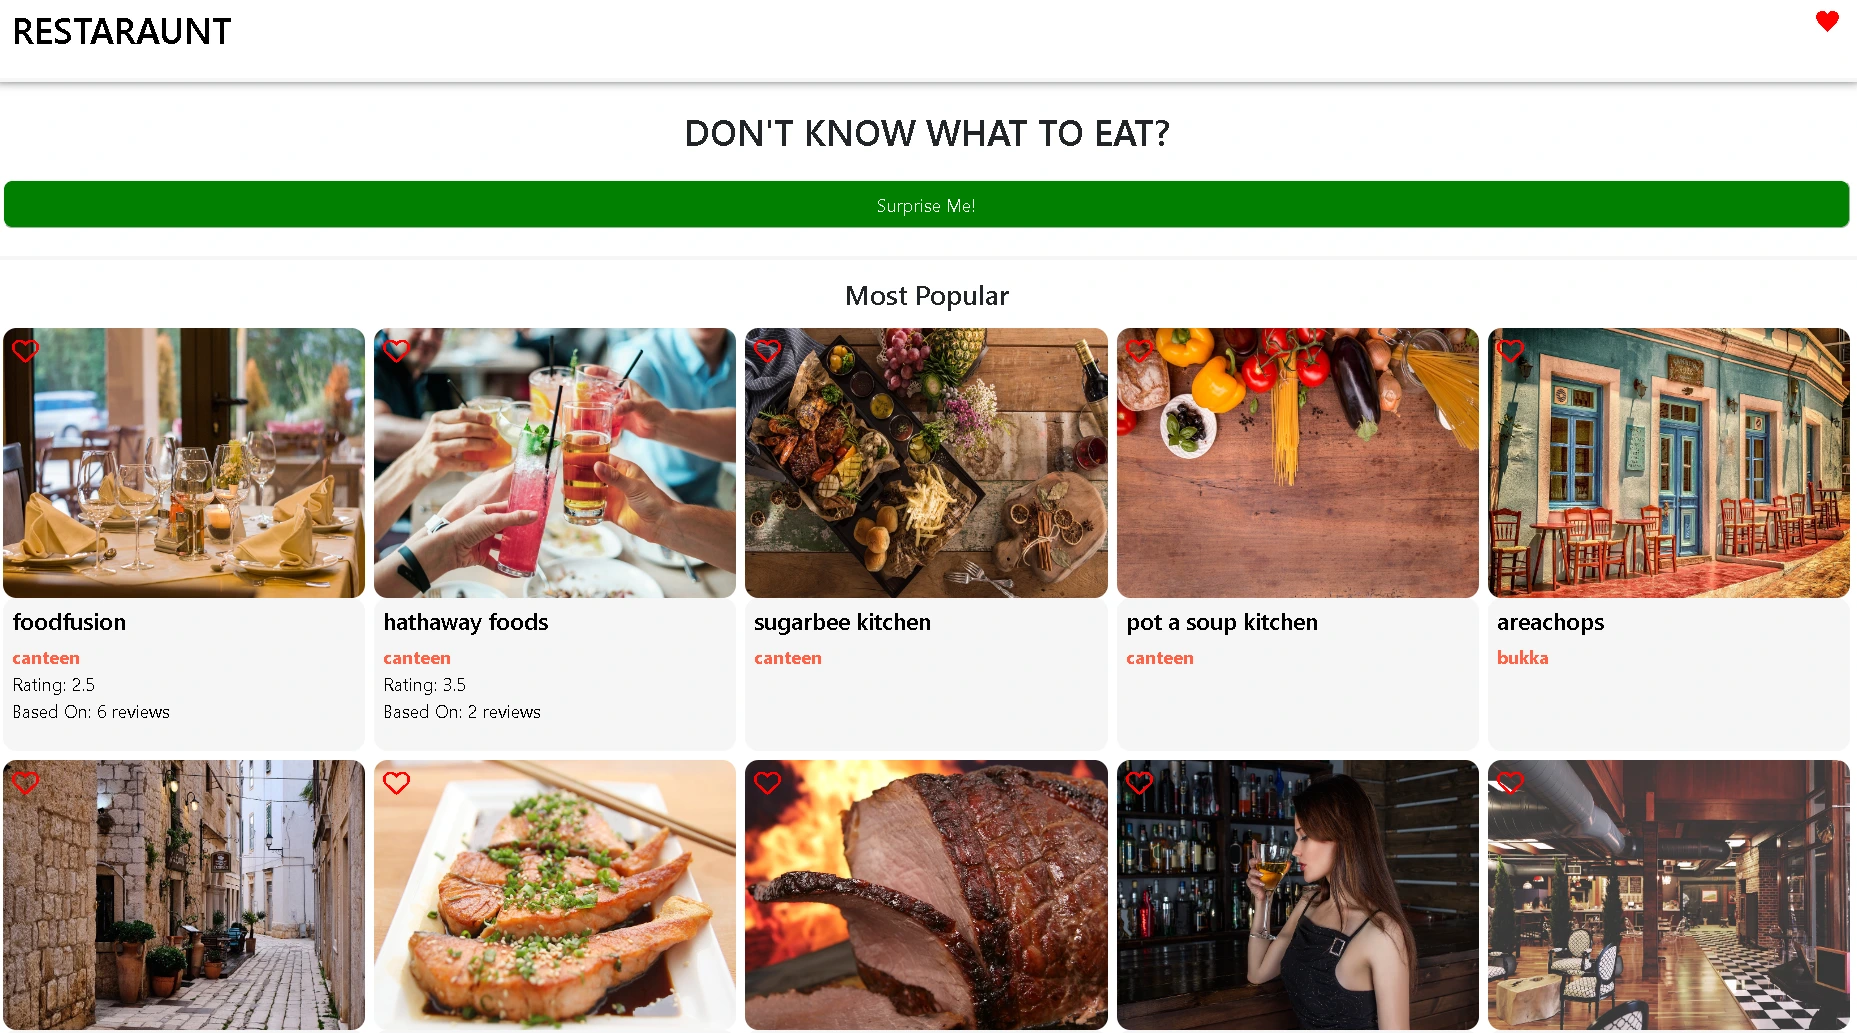 RESTARAUNT
DON'T KNOW WHAT TO EAT?
Surprise Me!
Most Popular
foodfusion
canteen
Rating: 2.5
Based On: 6 reviews
hathaway foods
canteen
Rating: 3.5
Based On: 2 reviews
sugarbee kitchen
canteen
pot a soup kitchen
canteen
areachops
bukka